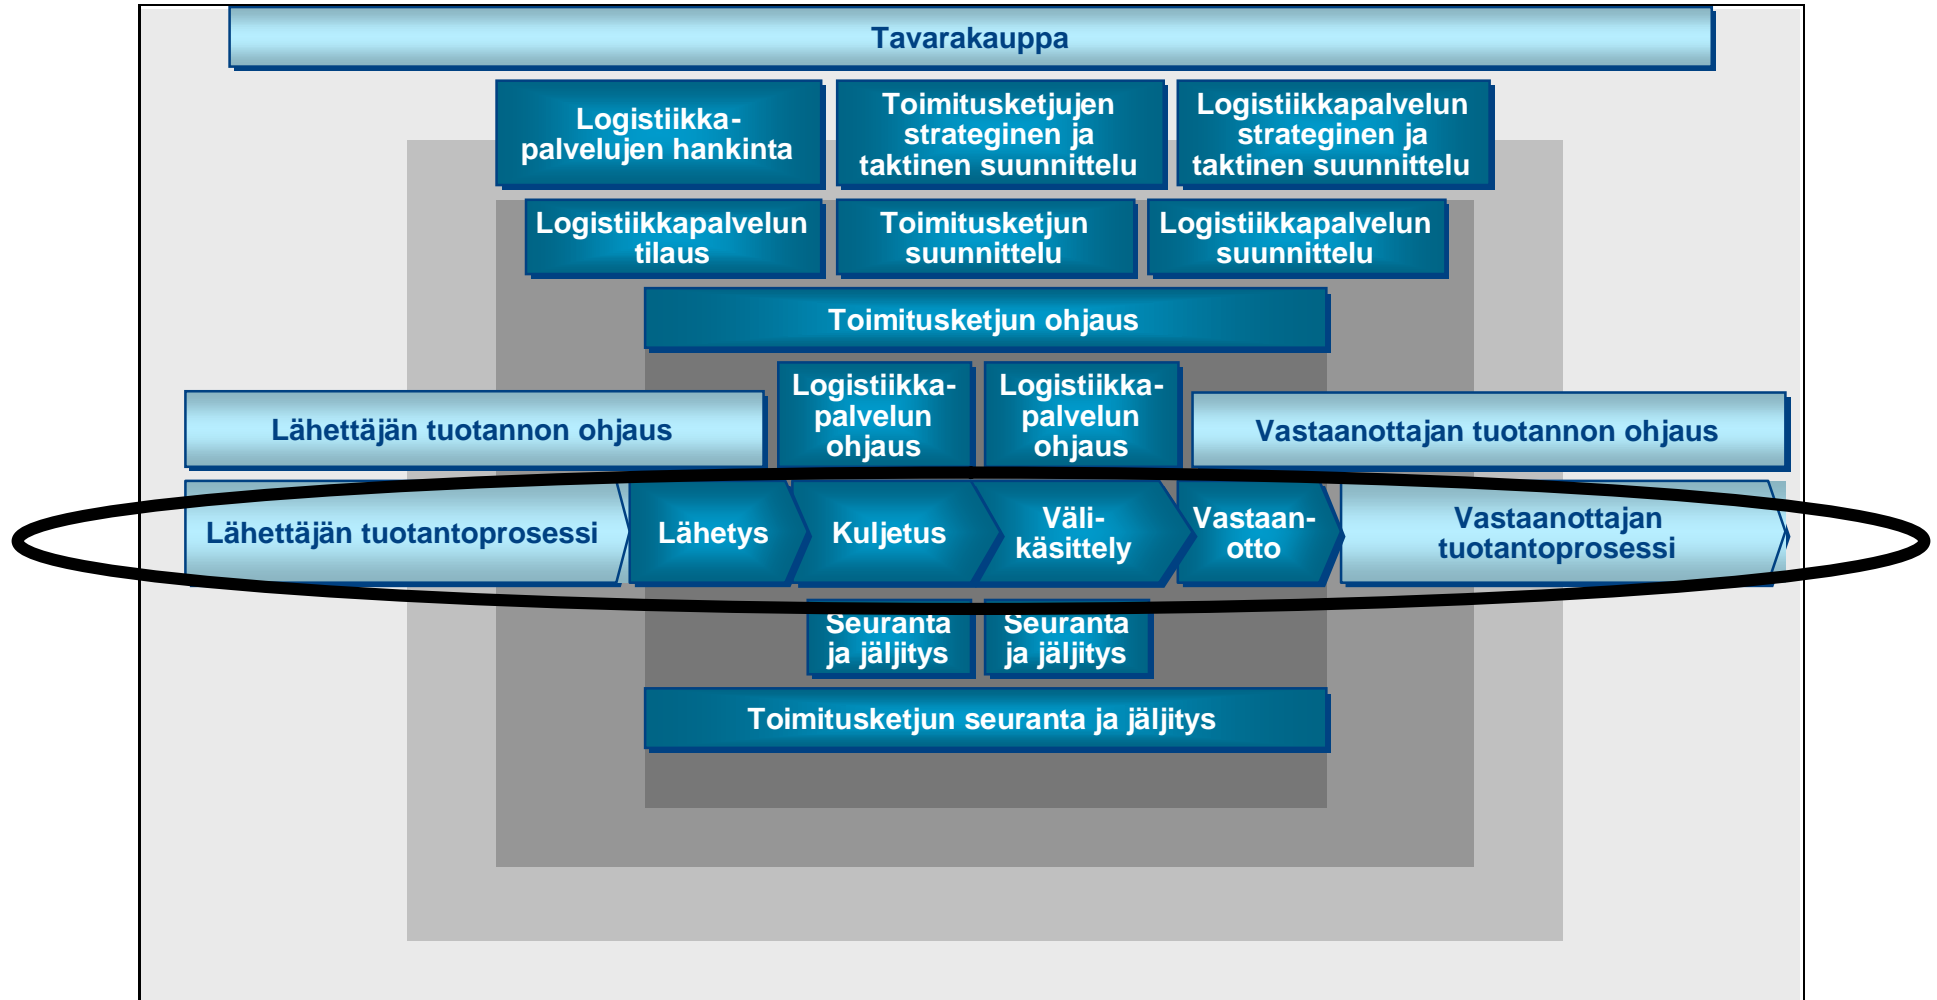 Tavarakauppa
Logistiikka-
palvelujen hankinta
Toimitusketjujen
strateginen ja
taktinen suunnittelu
Logistiikkapalvelun
strateginen ja
taktinen suunnittelu
Logistiikkapalvelun
tilaus
Toimitusketjun
suunnittelu
Logistiikkapalvelun
suunnittelu
Toimitusketjun ohjaus
Lähettäjän tuotannon ohjaus
Logistiikka-
palvelun
ohjaus
Logistiikka-
palvelun
ohjaus
Vastaanottajan tuotannon ohjaus
Lähettäjän tuotantoprosessi
Lähetys
Kuljetus
Väli-
käsittely
Vastaan-
otto
Vastaanottajan
tuotantoprosessi
Seuranta
ja jäljitys
Seuranta
ja jäljitys
Toimitusketjun seuranta ja jäljitys